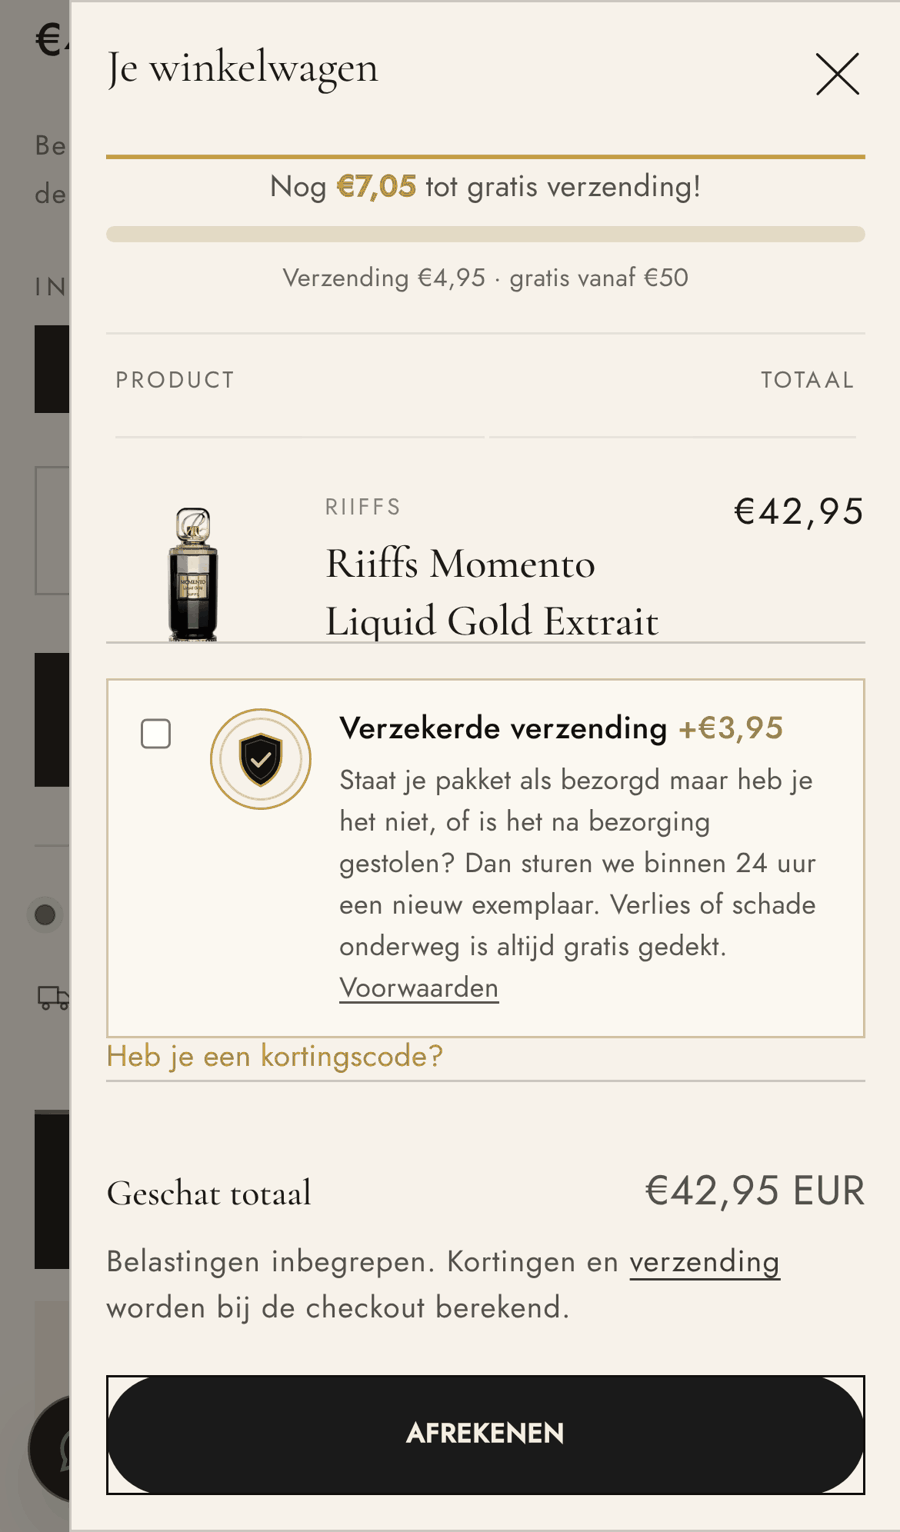 €
Je winkelwagen
Be
de
Nog €7,05 tot gratis verzending!
Verzending €4,95 · gratis vanaf €50
IN
PRODUCT TOTAAL
RIIFFS €42,95
Riiffs Momento
Liquid Gold Extrait
MOMENTO
Verzekerde verzending +€3,95
Staat je pakket als bezorgd maar heb je
het niet, of is het na bezorging
gestolen? Dan sturen we binnen 24 uur
een nieuw exemplaar. Verlies of schade
onderweg is altijd gratis gedekt.
Voorwaarden
Heb je een kortingscode?
Geschat totaal €42,95 EUR
Belastingen inbegrepen. Kortingen en verzending
worden bij de checkout berekend.
AFREKENEN